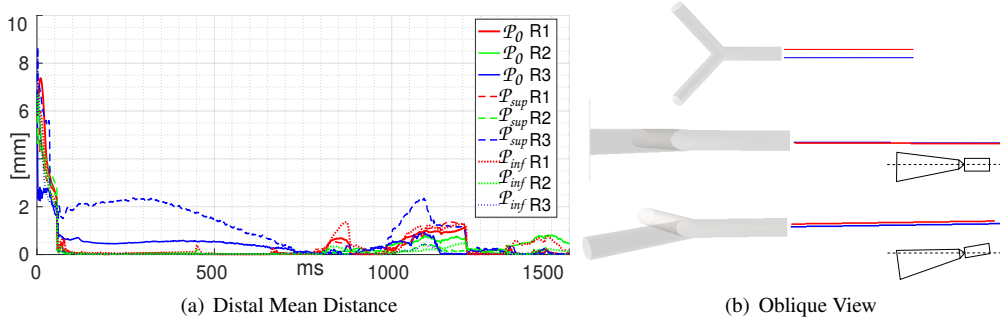 10
8
6
4
2
0
[mm]
0
500
ms
1000
1500
𝒫0 R1
𝒫0 R2
𝒫0 R3
𝒫sup R1
𝒫sup R2
𝒫sup R3
𝒫inf R1
𝒫inf R2
𝒫inf R3
(a) Distal Mean Distance
(b) Oblique View